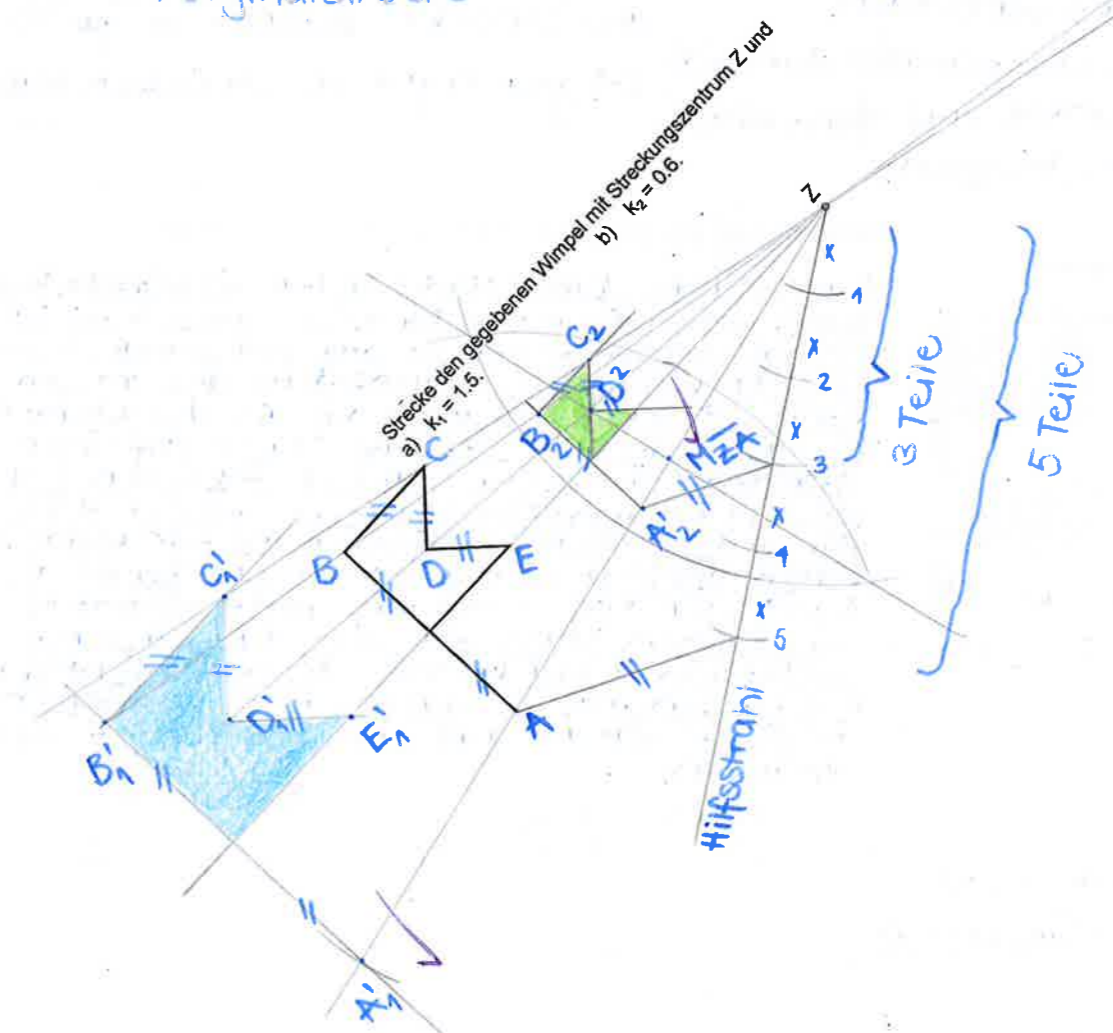 Strecke den gegebenen Wimpel mit Streckungszentrum Z und
a) k₁ = 1.5.
b) k₂ = 0.6.
Z
x
1
x
2
x
3
x
4
x
5
3 Teile
5 Teile
Hilfsstrahl
C₂
D²
B₂
M Z̅A̅
A'₂
C
B
D
E
A
C'₁
B'₁
D'₁
E'₁
A'₁